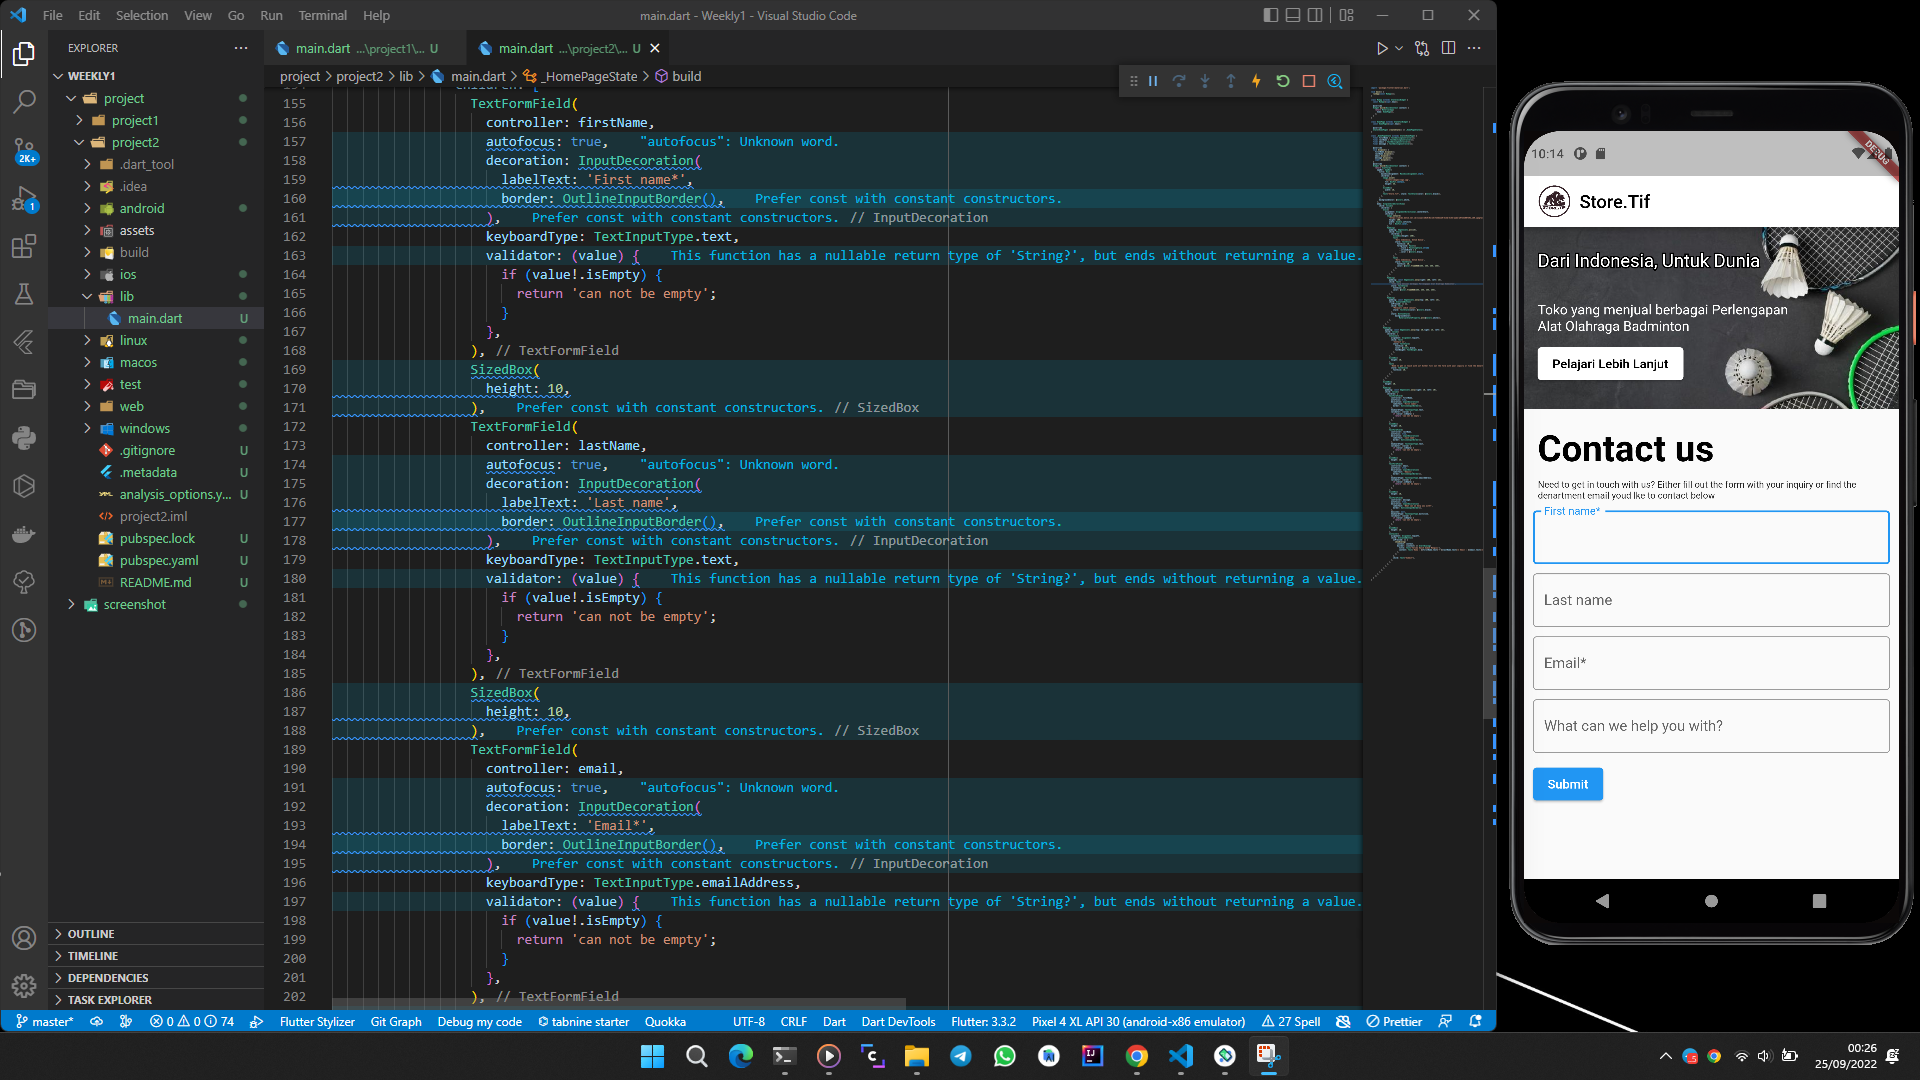 File Edit Selection View Go Run Terminal Help
main.dart - Weekly1 - Visual Studio Code
EXPLORER
main.dart ...\project1\... U
main.dart ...\project2\... U
project > project2 > lib > main.dart > _HomePageState > build
WEEKLY1
project
project1
project2
.dart_tool
.idea
android
assets
build
ios
lib
main.dart U
linux
macos
test
web
windows
.gitignore U
.metadata U
analysis_options.y... U
project2.iml
pubspec.lock U
pubspec.yaml U
README.md U
screenshot
OUTLINE
TIMELINE
DEPENDENCIES
TASK EXPLORER
2K+
1
155 TextFormField(
156 controller: firstName,
157 autofocus: true, "autofocus": Unknown word.
158 decoration: InputDecoration(
159 labelText: 'First name*',
160 border: OutlineInputBorder(), Prefer const with constant constructors.
161 ), Prefer const with constant constructors. // InputDecoration
162 keyboardType: TextInputType.text,
163 validator: (value) { This function has a nullable return type of 'String?', but ends without returning a value.
164 if (value!.isEmpty) {
165 return 'can not be empty';
166 }
167 },
168 ), // TextFormField
169 SizedBox(
170 height: 10,
171 ), Prefer const with constant constructors. // SizedBox
172 TextFormField(
173 controller: lastName,
174 autofocus: true, "autofocus": Unknown word.
175 decoration: InputDecoration(
176 labelText: 'Last name',
177 border: OutlineInputBorder(), Prefer const with constant constructors.
178 ), Prefer const with constant constructors. // InputDecoration
179 keyboardType: TextInputType.text,
180 validator: (value) { This function has a nullable return type of 'String?', but ends without returning a value.
181 if (value!.isEmpty) {
182 return 'can not be empty';
183 }
184 },
185 ), // TextFormField
186 SizedBox(
187 height: 10,
188 ), Prefer const with constant constructors. // SizedBox
189 TextFormField(
190 controller: email,
191 autofocus: true, "autofocus": Unknown word.
192 decoration: InputDecoration(
193 labelText: 'Email*',
194 border: OutlineInputBorder(), Prefer const with constant constructors.
195 ), Prefer const with constant constructors. // InputDecoration
196 keyboardType: TextInputType.emailAddress,
197 validator: (value) { This function has a nullable return type of 'String?', but ends without returning a value.
198 if (value!.isEmpty) {
199 return 'can not be empty';
200 }
201 },
202 ), // TextFormField
master* 0 0 74 Flutter Stylizer Git Graph Debug my code tabnine starter Quokka UTF-8 CRLF Dart Dart DevTools Flutter: 3.3.2 Pixel 4 XL API 30 (android-x86 emulator) 27 Spell Prettier
10:14
DEBUG
Store.Tif
Dari Indonesia, Untuk Dunia
Toko yang menjual berbagai Perlengapan
Alat Olahraga Badminton
Pelajari Lebih Lanjut
Contact us
Need to get in touch with us? Either fill out the form with your inquiry or find the
department email youd lke to contact below
First name*
Last name
Email*
What can we help you with?
Submit
00:26
25/09/2022